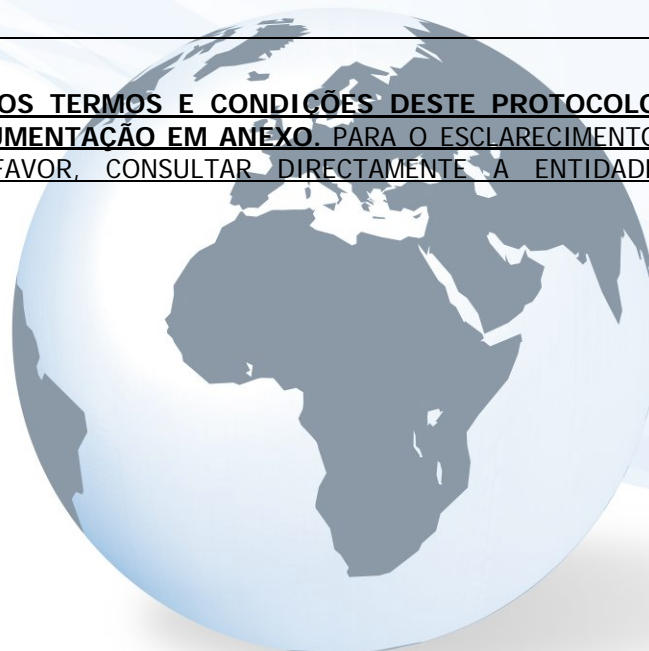 OS TERMOS E CONDIÇÕES DESTE PROTOCOLO
UMENTAÇÃO EM ANEXO. PARA O ESCLARECIMENTO
FAVOR, CONSULTAR DIRECTAMENTE A ENTIDADE